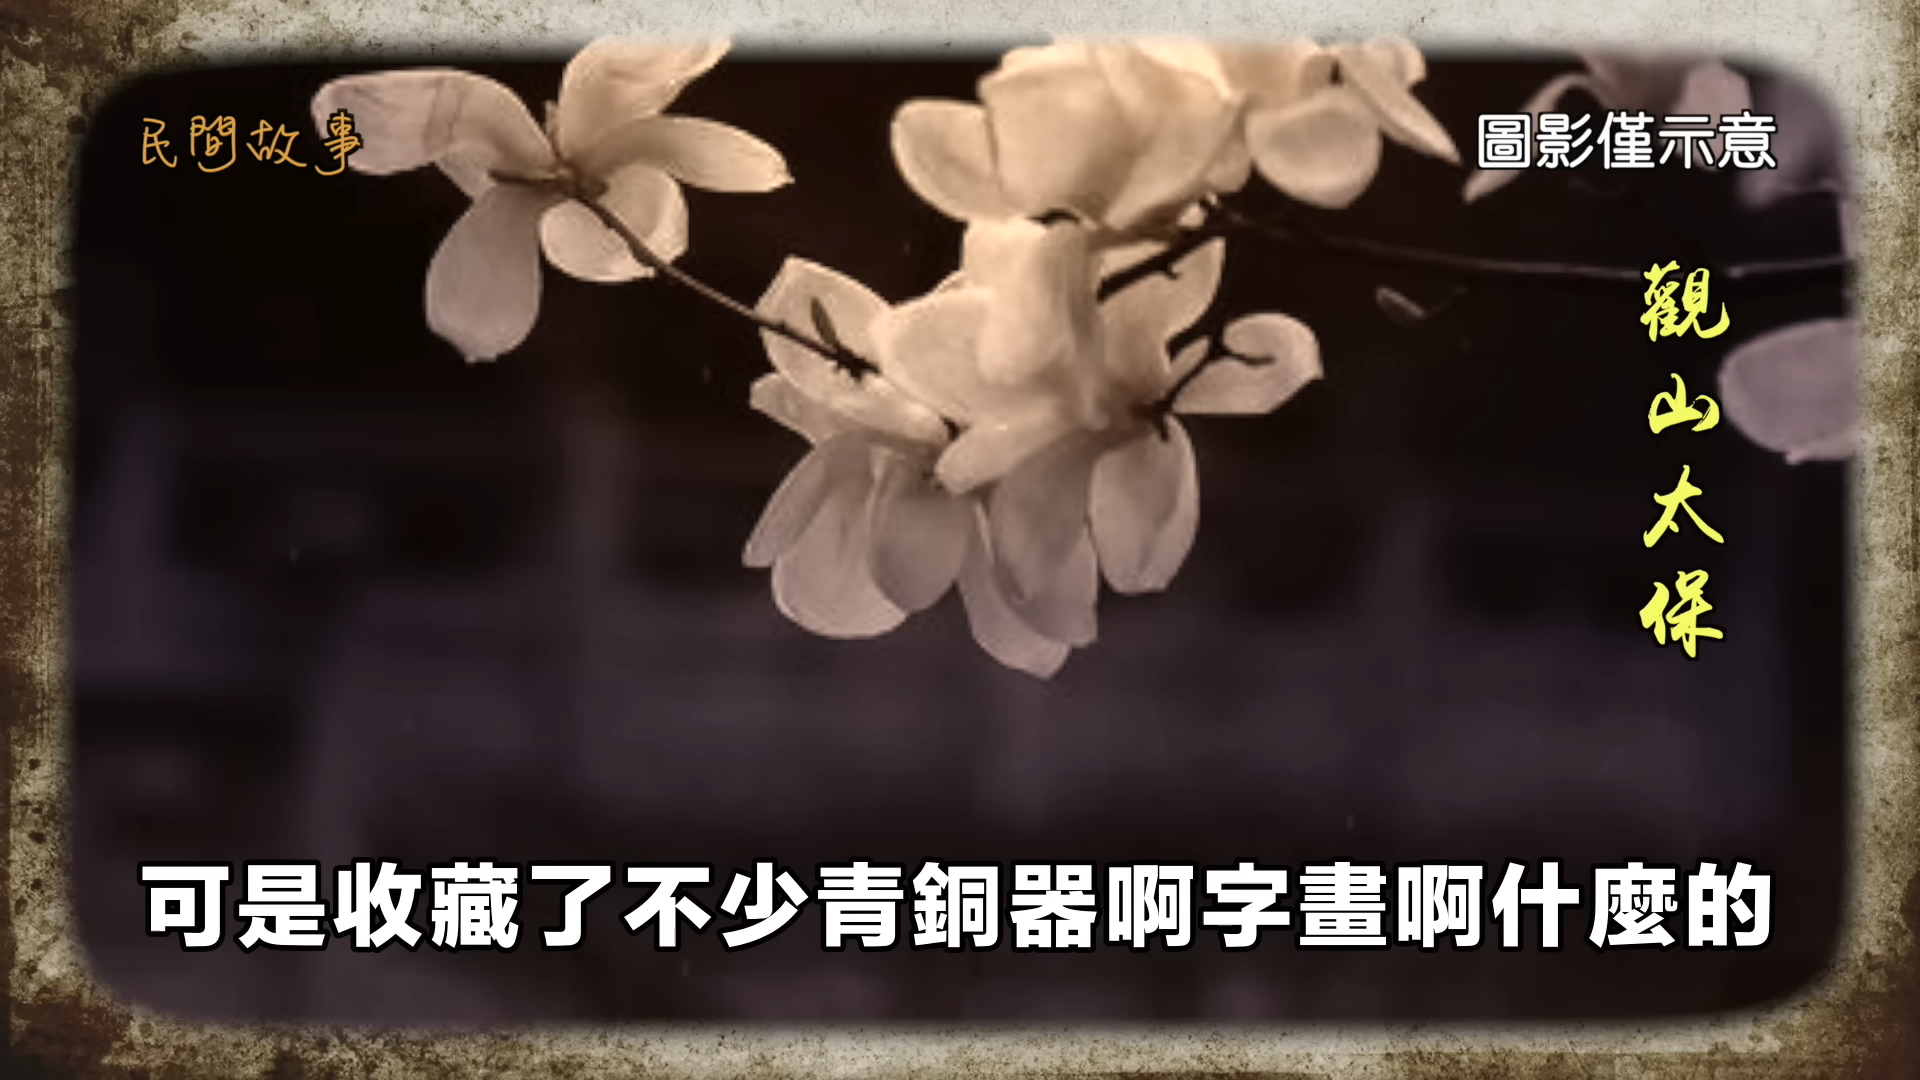 民間故事
圖影僅示意
觀山太保
可是收藏了不少青銅器啊字畫啊什麼的